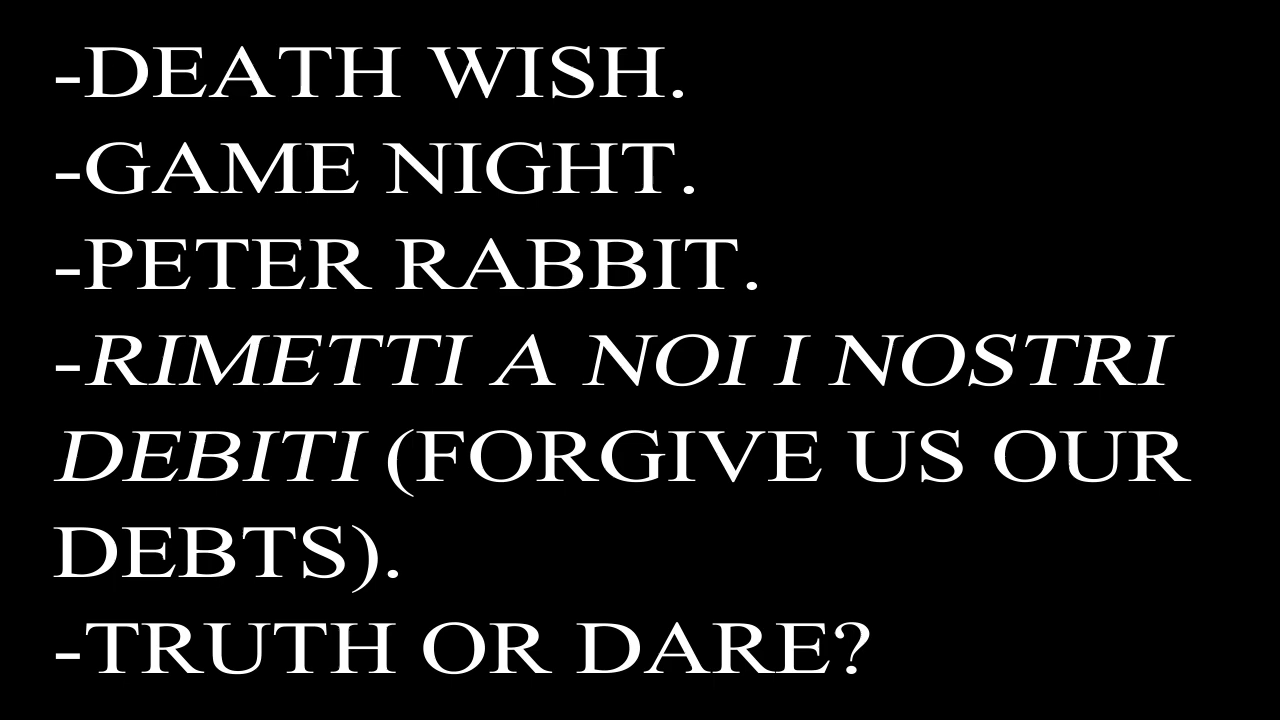 -DEATH WISH.
-GAME NIGHT.
-PETER RABBIT.
-RIMETTI A NOI I NOSTRI
DEBITI (FORGIVE US OUR
DEBTS).
-TRUTH OR DARE?